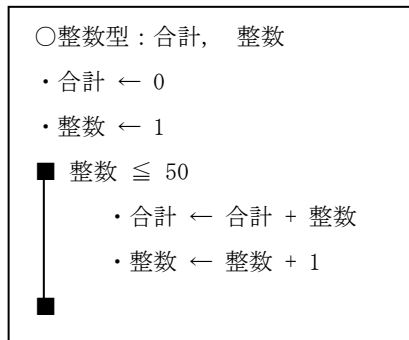 ○整数型：合計， 整数
・合計 ← 0
・整数 ← 1
■ 整数 ≦ 50
・合計 ← 合計 + 整数
・整数 ← 整数 + 1
■